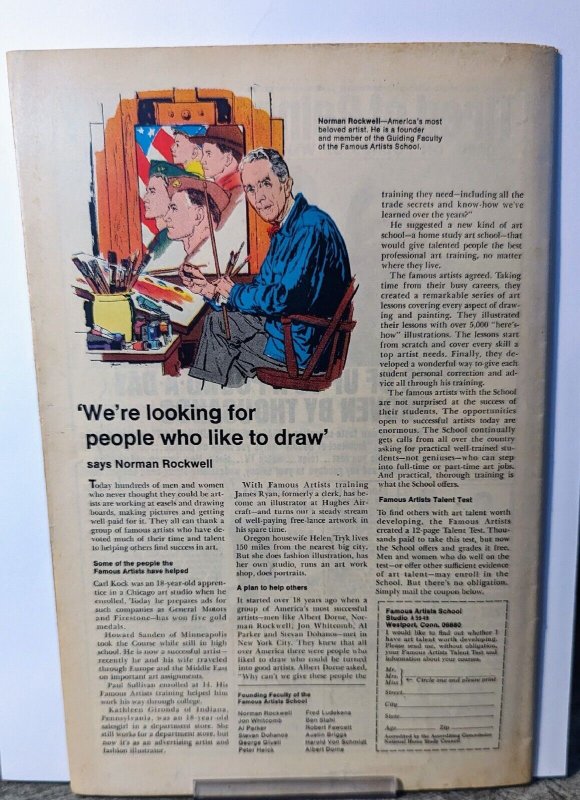 Norman Rockwell—America's most
beloved artist. He is a founder
and member of the Guiding Faculty
of the Famous Artists School.
'We're looking for
people who like to draw'
says Norman Rockwell
Today hundreds of men and women
who never thought they could be art-
ists are working at easels and drawing
boards, making pictures and getting
well paid for it. They all can thank a
group of famous artists who have de-
voted much of their time and talent
to helping others find success in art.
Some of the people the
Famous Artists have helped
Carl Kock was an 18-year-old appren-
tice in a Chicago art studio when he
enrolled. Today he prepares ads for
such companies as General Motors
and Firestone—has won five gold
medals.
Howard Sanden of Minneapolis
took the Course while still in high
school. He is now a successful artist—
recently he and his wife traveled
through Europe and the Middle East
on important art assignments.
Paul Sullivan enrolled at 14. His
Famous Artists training helped him
work his way through college.
Kathleen Gironda of Indiana,
Pennsylvania, was an 18-year-old
salesgirl in a department store. She
still works for a department store, but
now it's as an advertising artist and
fashion illustrator.
With Famous Artists training
James Ryan, formerly a clerk, has be-
come an illustrator at Hughes Air-
craft—and turns out a steady stream
of well-paying free-lance artwork in
his spare time.
Oregon housewife Helen Tryk lives
150 miles from the nearest big city.
But she does fashion illustration, has
her own studio, runs an art work
shop, does portraits.
A plan to help others
It started over 18 years ago when a
group of America's most successful
artists—men like Albert Dorne, Nor-
man Rockwell, Jon Whitcomb, Al
Parker and Stevan Dohanos—met in
New York City. They knew that all
over America there were people who
liked to draw who could be turned
into good artists. Albert Dorne asked,
"Why can't we give these people the
Founding Faculty of the
Famous Artists School
Norman Rockwell
Jon Whitcomb
Al Parker
Stevan Dohanos
George Giusti
Peter Helck
Fred Ludekens
Ben Stahl
Robert Fawcett
Austin Briggs
Harold Von Schmidt
Albert Dorne
training they need—including all the
trade secrets and know-how we've
learned over the years?"
He suggested a new kind of art
school—a home study art school—that
would give talented people the best
professional art training, no matter
where they live.
The famous artists agreed. Taking
time from their busy careers, they
created a remarkable series of art
lessons covering every aspect of draw-
ing and painting. They illustrated
their lessons with over 5,000 "here's-
how" illustrations. The lessons start
from scratch and cover every skill a
top artist needs. Finally, they de-
veloped a wonderful way to give each
student personal correction and ad-
vice all through his training.
The famous artists with the School
are not surprised at the success of
their students. The opportunities
open to successful artists today are
enormous. The School continually
gets calls from all over the country
asking for practical well-trained stu-
dents—not geniuses—who can step
into full-time or part-time art jobs.
And practical, thorough training is
what the School offers.
Famous Artists Talent Test
To find others with art talent worth
developing, the Famous Artists
created a 12-page Talent Test. Thou-
sands paid to take this test, but now
the School offers and grades it free.
Men and women who do well on the
test—or offer other sufficient evidence
of art talent—may enroll in the
School. But there's no obligation.
Simply mail the coupon below.
Famous Artists School
Studio
Westport, Conn. 06880
I would like to find out whether I
have art talent worth developing.
Please send me, without obligation,
your Famous Artists Talent Test and
information about your courses.
Mr.
Mrs.
Miss
Circle one and please print
Street
City
State
Age
Zip
Accredited by the Accrediting Commission
National Home Study Council